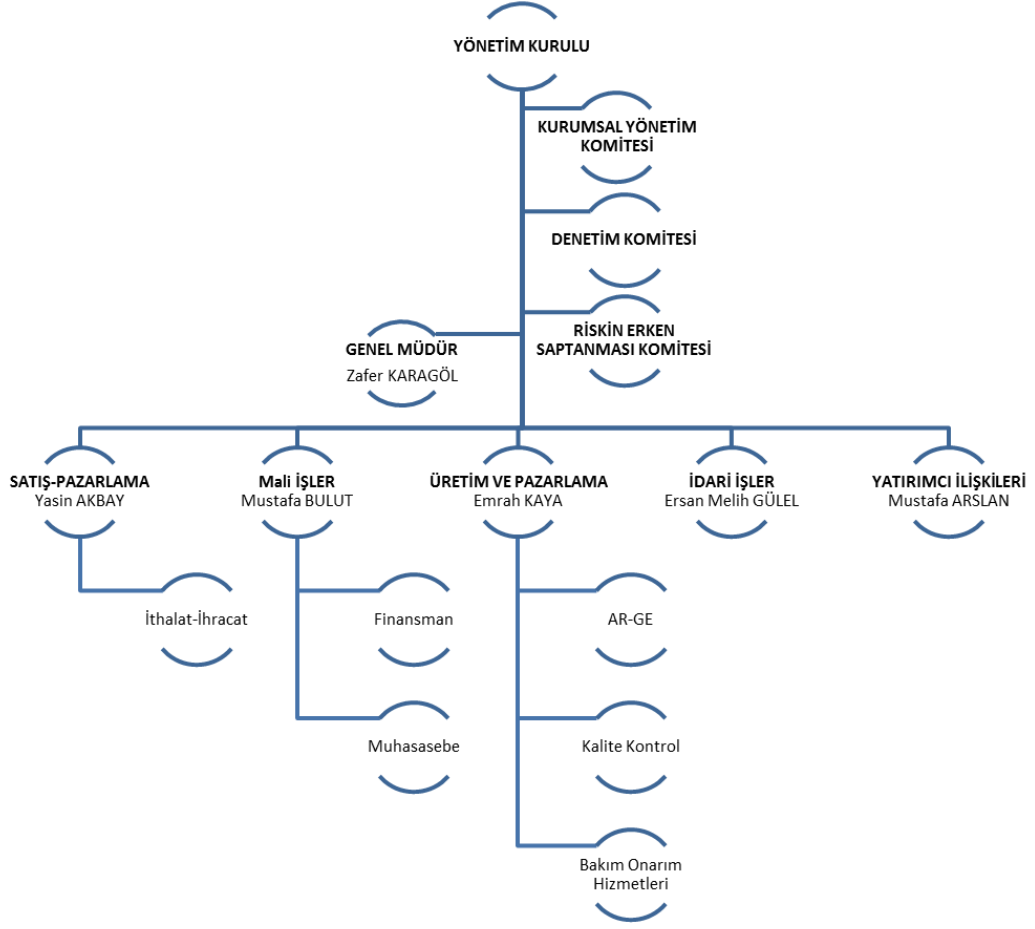 YÖNETİM KURULU
KURUMSAL YÖNETİM
KOMİTESİ
DENETİM KOMİTESİ
RİSKİN ERKEN
SAPTANMASI KOMİTESİ
GENEL MÜDÜR
Zafer KARAGÖL
SATIŞ-PAZARLAMA
Yasin AKBAY
Mali İŞLER
Mustafa BULUT
ÜRETİM VE PAZARLAMA
Emrah KAYA
İDARİ İŞLER
Ersan Melih GÜLEL
YATIRIMCI İLİŞKİLERİ
Mustafa ARSLAN
İthalat-İhracat
Finansman
AR-GE
Muhasasebe
Kalite Kontrol
Bakım Onarım
Hizmetleri